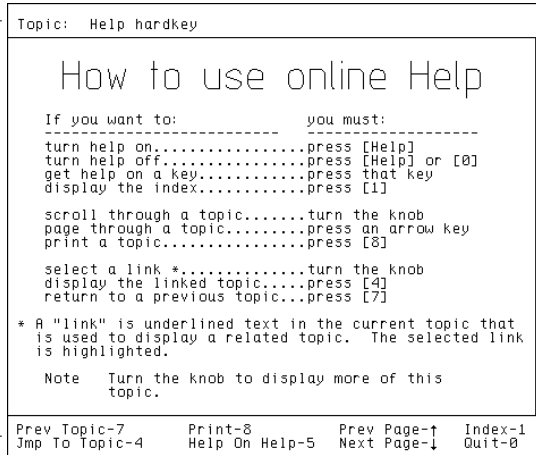 Topic:  Help hardkey
How to use online Help
If you want to: you must:
--------------------------- --------------------
turn help on.................press [Help]
turn help off................press [Help] or [0]
get help on a key............press that key
display the index............press [1]
scroll through a topic.......turn the knob
page through a topic.........press an arrow key
print a topic................press [8]
select a link *..............turn the knob
display the linked topic.....press [4]
return to a previous topic...press [7]
* A "link" is underlined text in the current topic that
is used to display a related topic.  The selected link
is highlighted.
Note Turn the knob to display more of this
topic.
Prev Topic-7 Print-8 Prev Page-↑ Index-1
Jmp To Topic-4 Help On Help-5 Next Page-↓ Quit-0